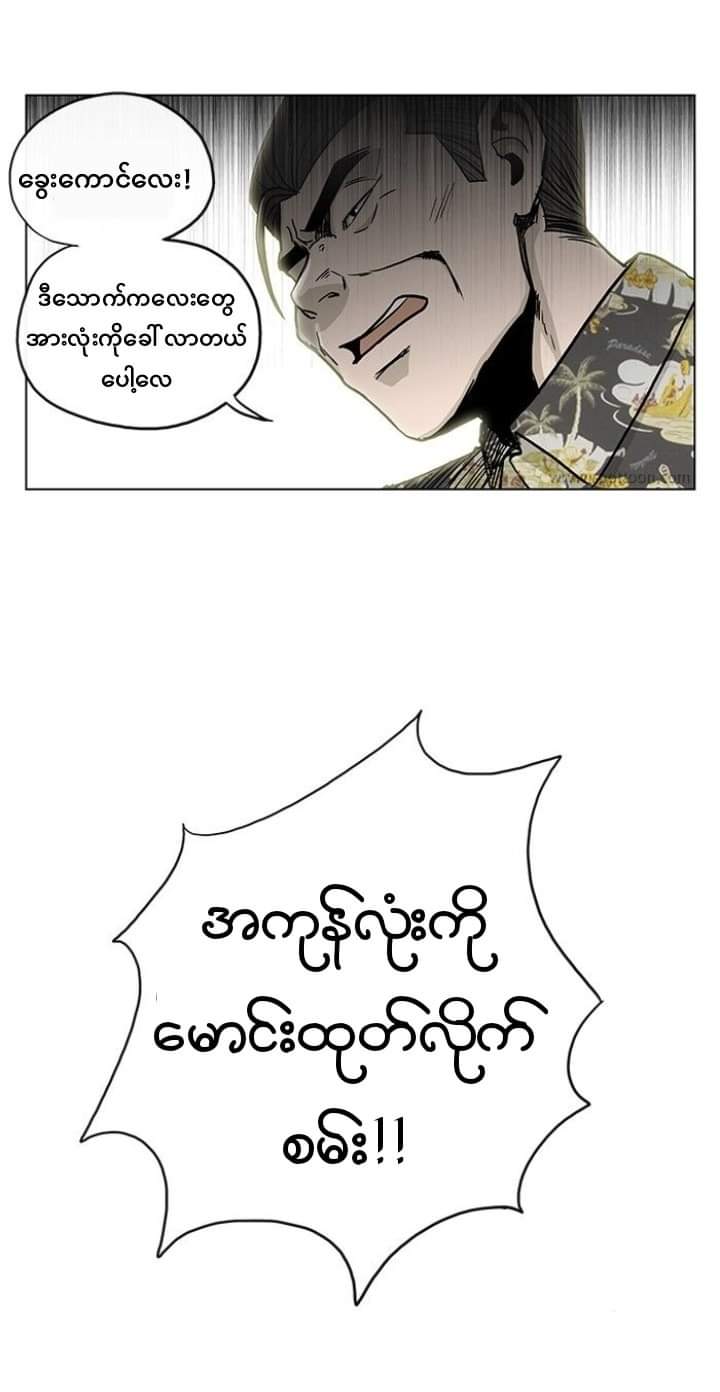 ခွေးကောင်လေး!
ဒီသောက်ကလေးတွေ
အားလုံးကိုခေါ်လာတယ်
ပေါ့လေ
Paradise
အကုန်လုံးကို
မောင်းထုတ်လိုက်
စမ်း!!